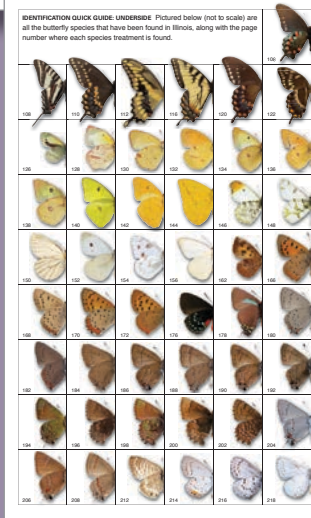 IDENTIFICATION QUICK GUIDE: UNDERSIDE Pictured below (not to scale) are
all the butterfly species that have been found in Illinois, along with the page
number where each species treatment is found.
106
108 110 112 116 120 122
126 128 130 132 134 136
138 140 142 144 146 148
150 152 154 156 162 166
168 170 172 176 178 180
182 184 186 188 190 192
194 196 198 200 202 204
206 208 212 214 216 218